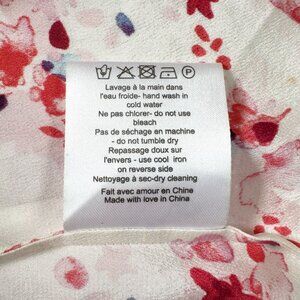 Lavage à la main dans
l'eau froide- hand wash in
cold water
Ne pas chlorer- do not use
bleach
Pas de séchage en machine
- do not tumble dry
Repassage doux sur
l'envers - use cool iron
on reverse side
Nettoyage à sec-dry cleaning
Fait avec amour en Chine
Made with love in China